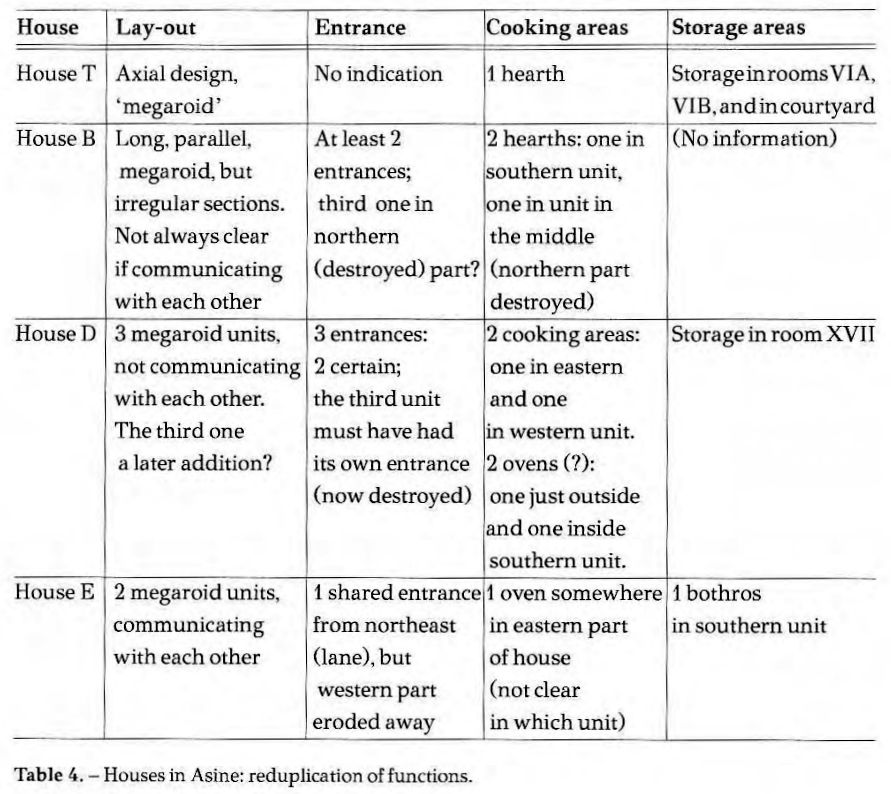 House
Lay-out
Entrance
Cooking areas
Storage areas
House T
Axial design,
‘megaroid’
No indication
1 hearth
Storage in rooms VIA,
VIB, and in courtyard
House B
Long, parallel,
megaroid, but
irregular sections.
Not always clear
if communicating
with each other
At least 2
entrances;
third one in
northern
(destroyed) part?
2 hearths: one in
southern unit,
one in unit in
the middle
(northern part
destroyed)
(No information)
House D
3 megaroid units,
not communicating
with each other.
The third one
a later addition?
3 entrances:
2 certain;
the third unit
must have had
its own entrance
(now destroyed)
2 cooking areas:
one in eastern
and one
in western unit.
2 ovens (?):
one just outside
and one inside
southern unit.
Storage in room XVII
House E
2 megaroid units,
communicating
with each other
1 shared entrance
from northeast
(lane), but
western part
eroded away
1 oven somewhere
in eastern part
of house
(not clear
in which unit)
1 bothros
in southern unit
Table 4. – Houses in Asine: reduplication of functions.